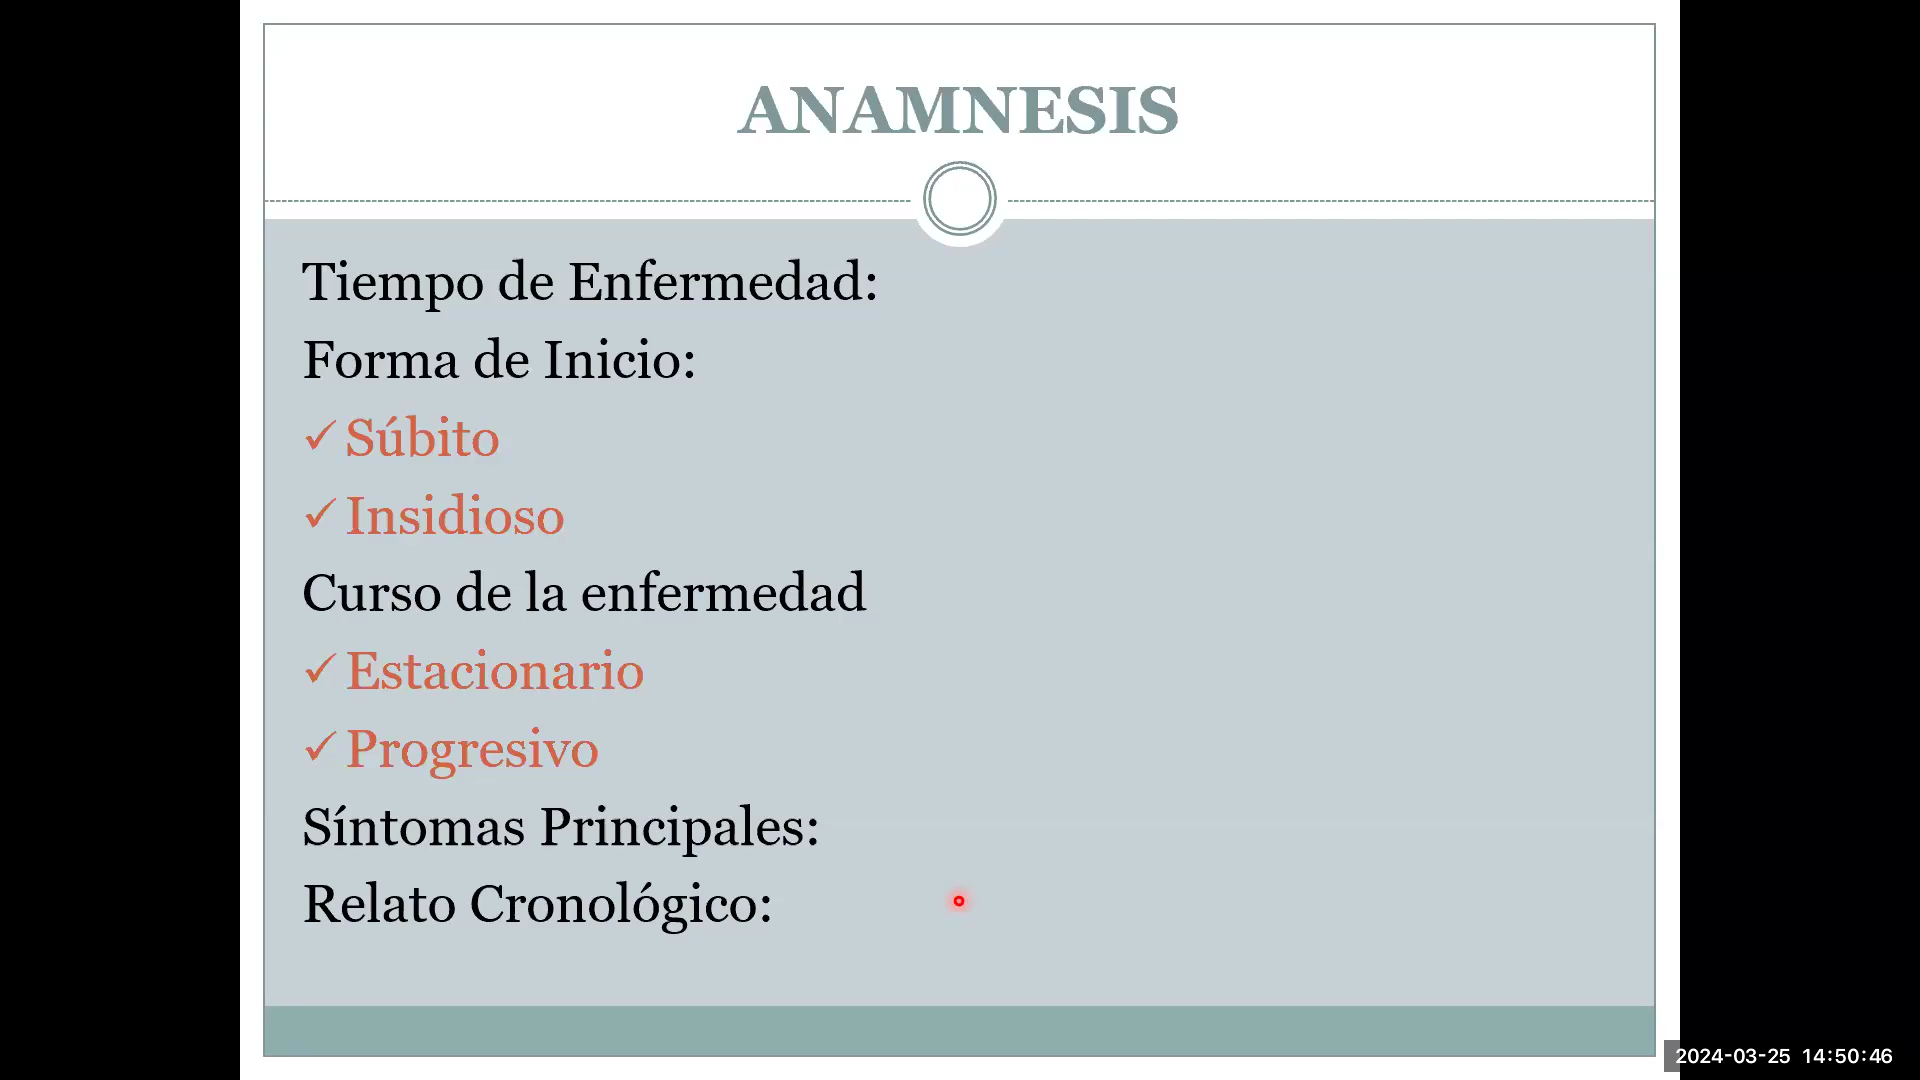 ANAMNESIS
Tiempo de Enfermedad:
Forma de Inicio:
✓ Súbito
✓ Insidioso
Curso de la enfermedad
✓ Estacionario
✓ Progresivo
Síntomas Principales:
Relato Cronológico:
2024-03-25 14:50:46